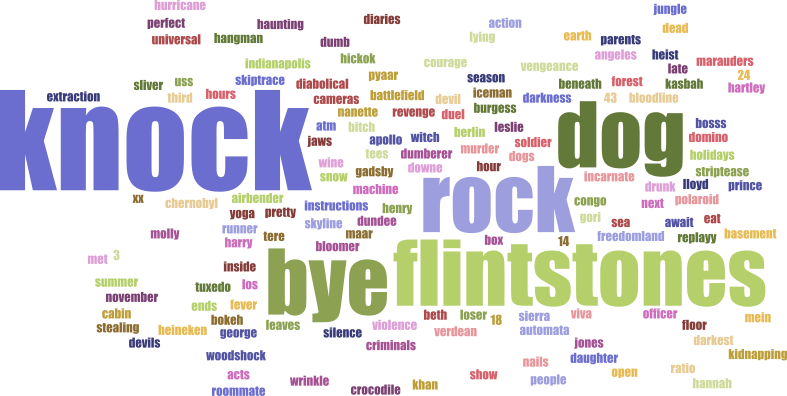 hurricane
jungle
perfect haunting diaries action dead
universal hangman dumb lying earth parents
angeles heist
indianapolis hickok courage vengeance late marauders
sliver uss skiptrace diabolical pyaar season beneath forest kasbah 24
hartley
extraction third hours cameras battlefield devil iceman darkness 43 bloodline
nanette revenge duel burgess
knock atm bitch berlin leslie dog bosss
jaws apollo witch soldier domino
tees dumberer murder dogs holidays
wine gadsby downe hour striptease
snow incarnate
machine rock drunk lloyd prince
xx chernobyl airbender congo next polaroid
yoga pretty instructions henry gori
runner skyline dundee sea await eat
molly harry tere maar box 14 freedomland replayy basement
bloomer
met 3 inside bye flintstones
summer tuxedo los
november
cabin ends fever beth loser 18 sierra viva officer mein
stealing heineken bokeh leaves violence floor
george silence verdean automata
devils criminals jones darkest
woodshock daughter kidnapping
nails
acts wrinkle khan show people open ratio
roommate crocodile hannah